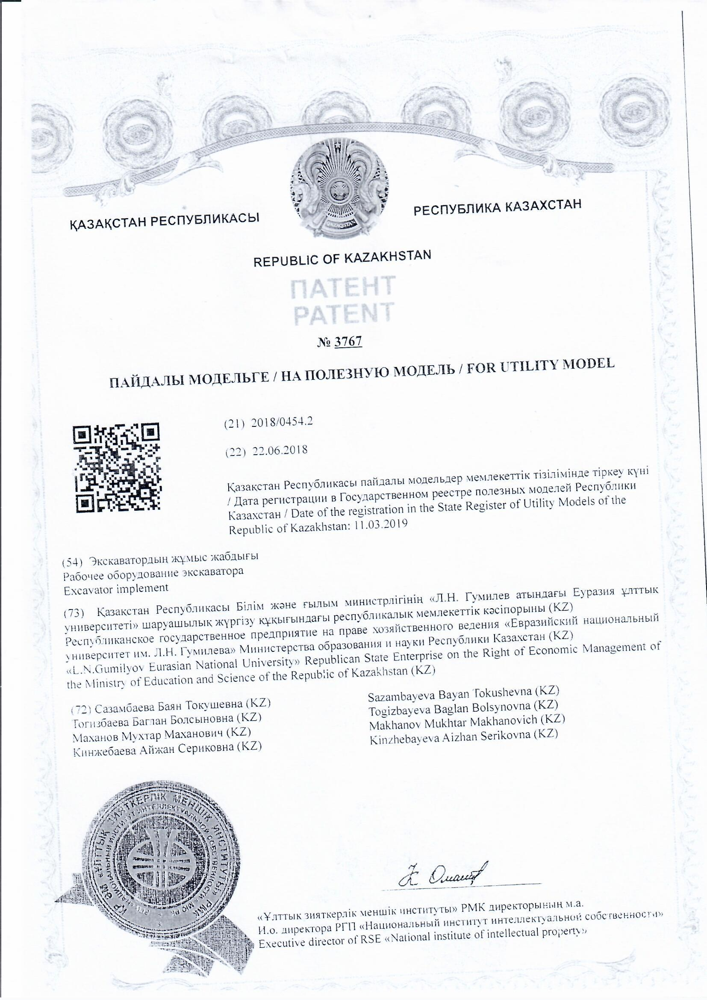 ҚАЗАҚСТАН РЕСПУБЛИКАСЫ
РЕСПУБЛИКА КАЗАХСТАН
REPUBLIC OF KAZAKHSTAN
ПАТЕНТ
PATENT
№ 3767
ПАЙДАЛЫ МОДЕЛЬГЕ / НА ПОЛЕЗНУЮ МОДЕЛЬ / FOR UTILITY MODEL
(21) 2018/0454.2
(22) 22.06.2018
Қазақстан Республикасы пайдалы модельдер мемлекеттік тізілімінде тіркеу күні
/ Дата регистрации в Государственном реестре полезных моделей Республики
Казахстан / Date of the registration in the State Register of Utility Models of the
Republic of Kazakhstan: 11.03.2019
(54) Экскаватордың жұмыс жабдығы
Рабочее оборудование экскаватора
Excavator implement
(73) Қазақстан Республикасы Білім және ғылым министрлігінің «Л.Н. Гумилев атындағы Еуразия ұлттық
университеті» шаруашылық жүргізу құқығындағы республикалық мемлекеттік кәсіпорыны (KZ)
Республиканское государственное предприятие на праве хозяйственного ведения «Евразийский национальный
университет им. Л.Н. Гумилева» Министерства образования и науки Республики Казахстан (KZ)
«L.N.Gumilyov Eurasian National University» Republican State Enterprise on the Right of Economic Management of
the Ministry of Education and Science of the Republic of Kazakhstan (KZ)
(72) Сазамбаева Баян Токушевна (KZ)
Тогизбаева Баглан Болсыновна (KZ)
Маханов Мухтар Маханович (KZ)
Кинжебаева Айжан Сериковна (KZ)
Sazambayeva Bayan Tokushevna (KZ)
Togizbayeva Baglan Bolsynovna (KZ)
Makhanov Mukhtar Makhanovich (KZ)
Kinzhebayeva Aizhan Serikovna (KZ)
ҚР ӘМ «ҰЛТТЫҚ ЗИЯТКЕРЛІК МЕНШІК ИНСТИТУТЫ» РМК
РГП «НАЦИОНАЛЬНЫЙ ИНСТИТУТ ИНТЕЛЛЕКТУАЛЬНОЙ СОБСТВЕННОСТИ» МЮ РК
«Ұлттық зияткерлік меншік институты» РМК директорының м.а.
И.о. директора РГП «Национальный институт интеллектуальной собственности»
Executive director of RSE «National institute of intellectual property»